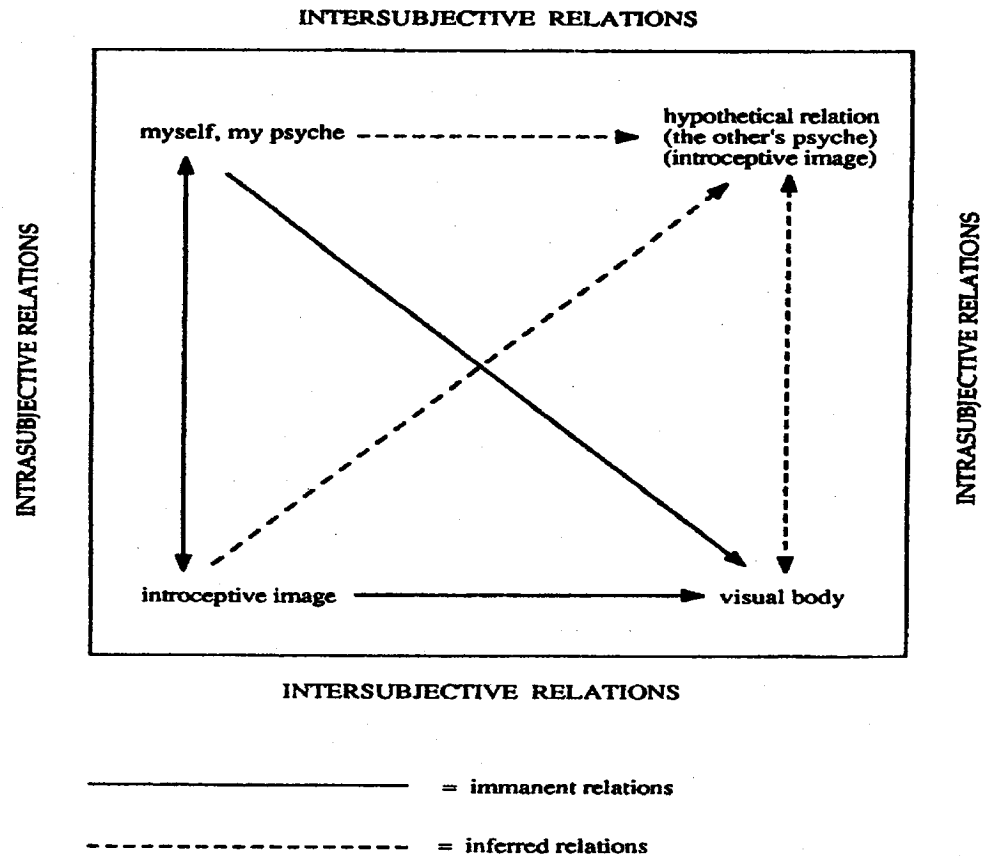 INTERSUBJECTIVE RELATIONS
myself, my psyche
hypothetical relation
(the other's psyche)
(introceptive image)
INTRASUBJECTIVE RELATIONS
INTRASUBJECTIVE RELATIONS
introceptive image
visual body
INTERSUBJECTIVE RELATIONS
= immanent relations
= inferred relations